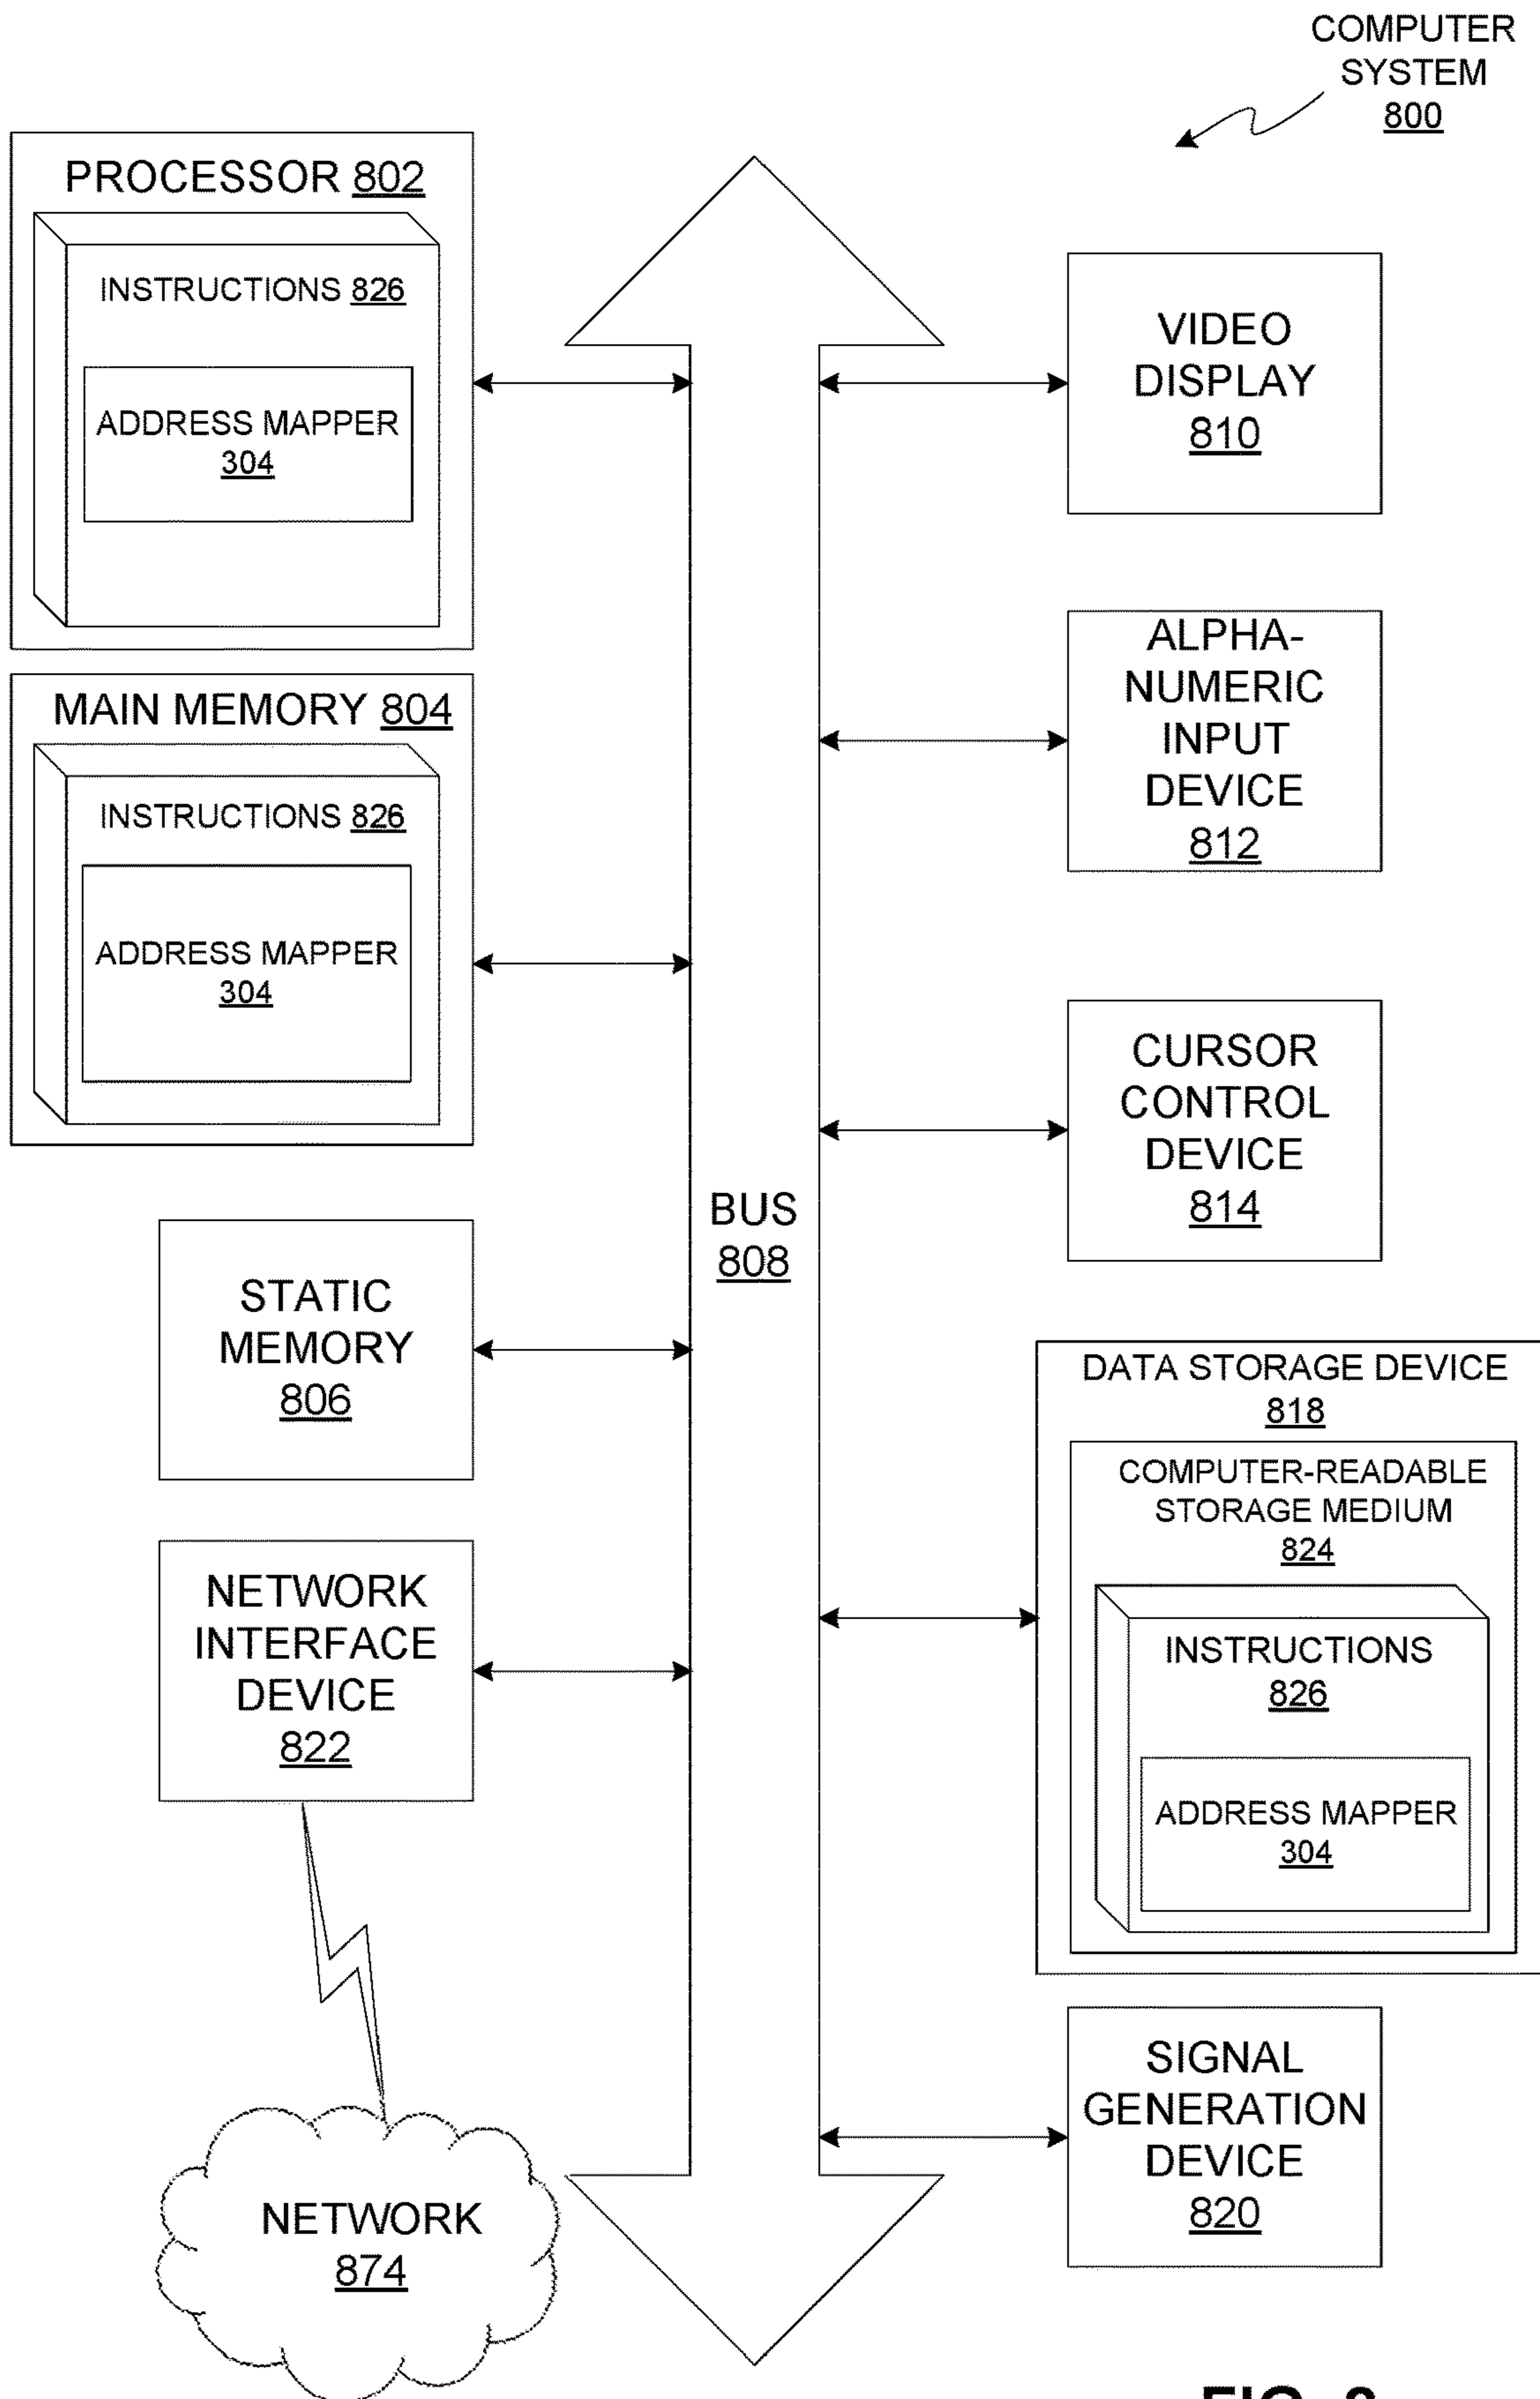 COMPUTER
SYSTEM
800
PROCESSOR 802
INSTRUCTIONS 826
ADDRESS MAPPER
304
MAIN MEMORY 804
INSTRUCTIONS 826
ADDRESS MAPPER
304
STATIC
MEMORY
806
NETWORK
INTERFACE
DEVICE
822
NETWORK
874
BUS
808
VIDEO
DISPLAY
810
ALPHA-
NUMERIC
INPUT
DEVICE
812
CURSOR
CONTROL
DEVICE
814
DATA STORAGE DEVICE
818
COMPUTER-READABLE
STORAGE MEDIUM
824
INSTRUCTIONS
826
ADDRESS MAPPER
304
SIGNAL
GENERATION
DEVICE
820
FIG.